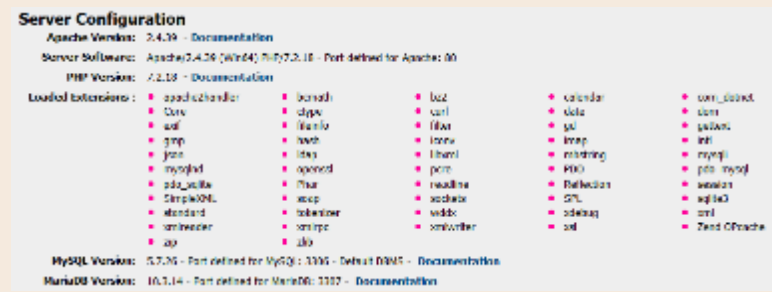 Server Configuration
Apache Version: 2.4.39 - Documentation
Server Software: Apache/2.4.39 (Win64) PHP/7.2.18 - Port defined for Apache: 80
PHP Version: 7.2.18 - Documentation
Loaded Extensions : apache2handler bcmath bz2 calendar com_dotnet
Core ctype curl date dom
exif fileinfo filter gd gettext
gmp hash iconv imap intl
json ldap libxml mbstring mysqli
mysqlnd openssl pcre PDO pdo_mysql
pdo_sqlite Phar readline Reflection session
SimpleXML soap sockets SPL sqlite3
standard tokenizer wddx xdebug xml
xmlreader xmlrpc xmlwriter xsl Zend OPcache
zip zlib
MySQL Version: 5.7.26 - Port defined for MySQL: 3306 - Default DBMS - Documentation
MariaDB Version: 10.3.14 - Port defined for MariaDB: 3307 - Documentation